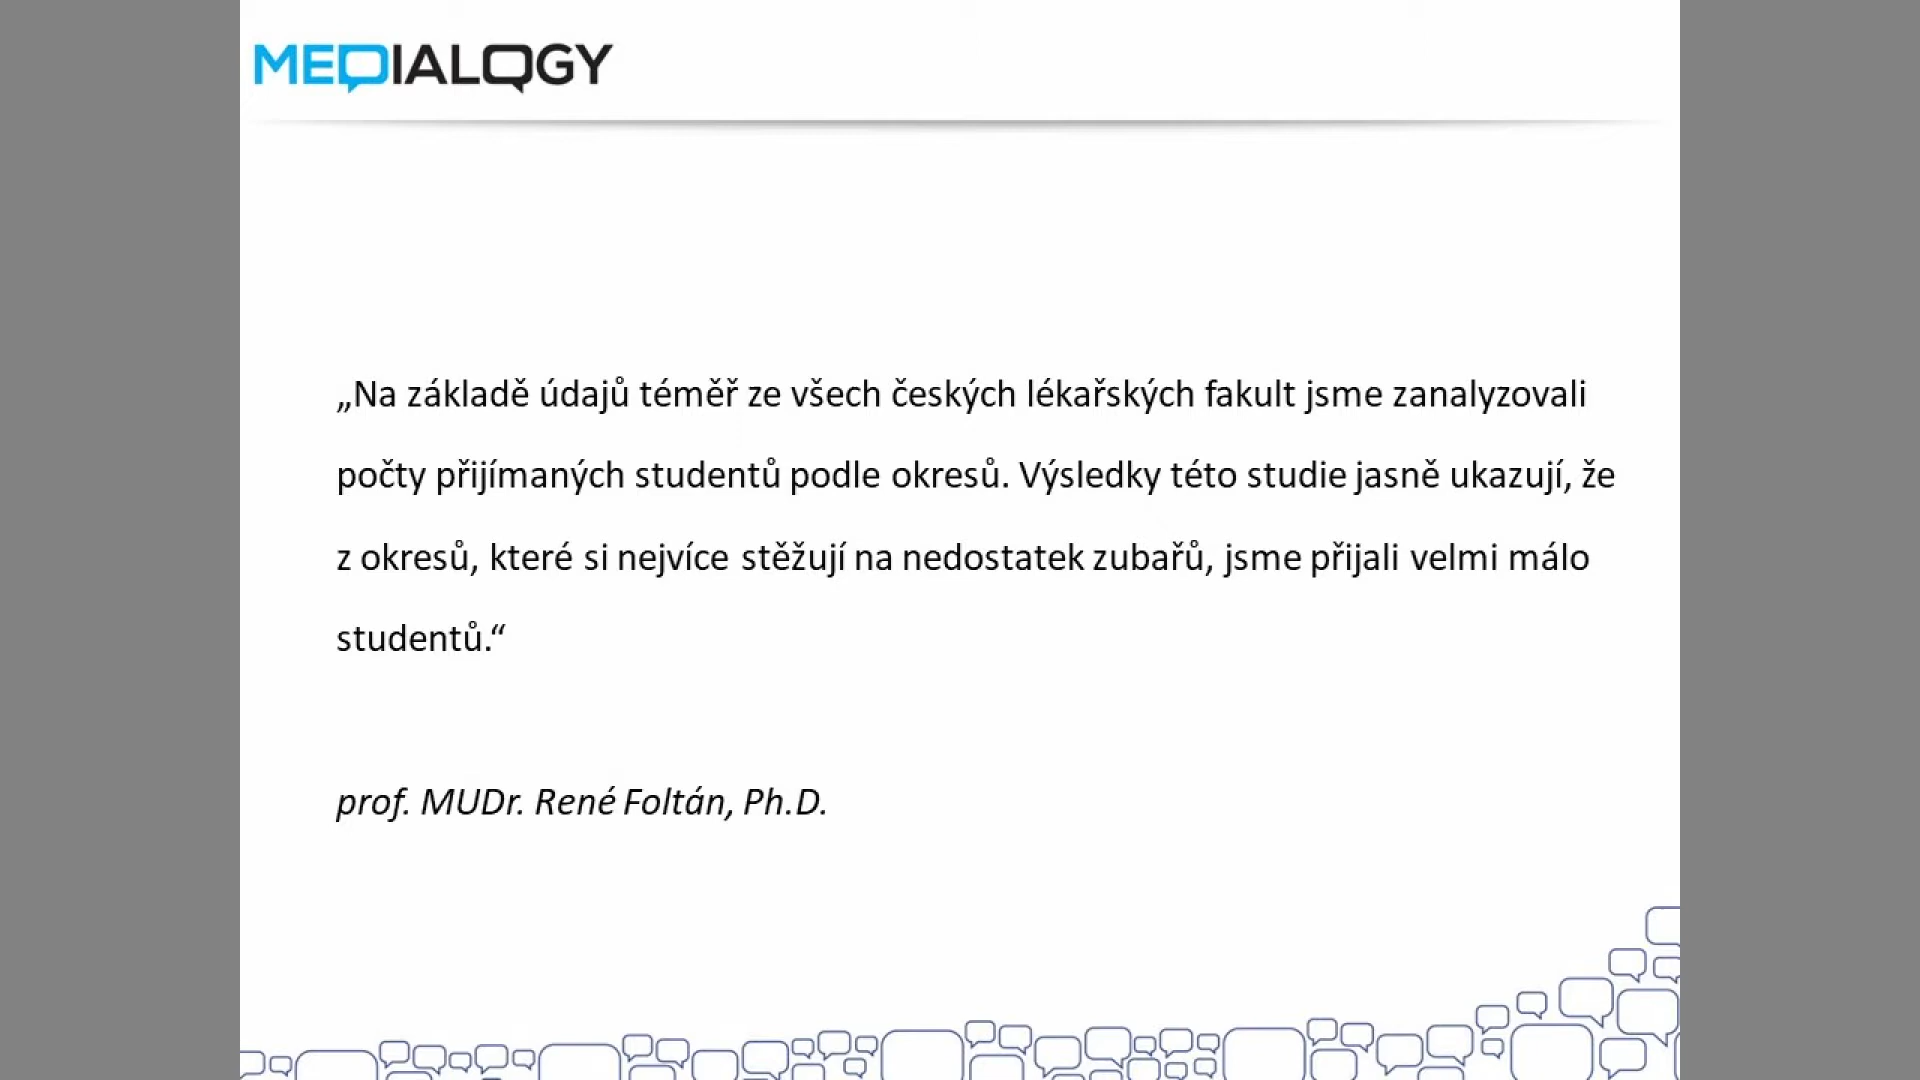 MEDIALOGY
„Na základě údajů téměř ze všech českých lékařských fakult jsme zanalyzovali
počty přijímaných studentů podle okresů. Výsledky této studie jasně ukazují, že
z okresů, které si nejvíce stěžují na nedostatek zubařů, jsme přijali velmi málo
studentů.“
prof. MUDr. René Foltán, Ph.D.